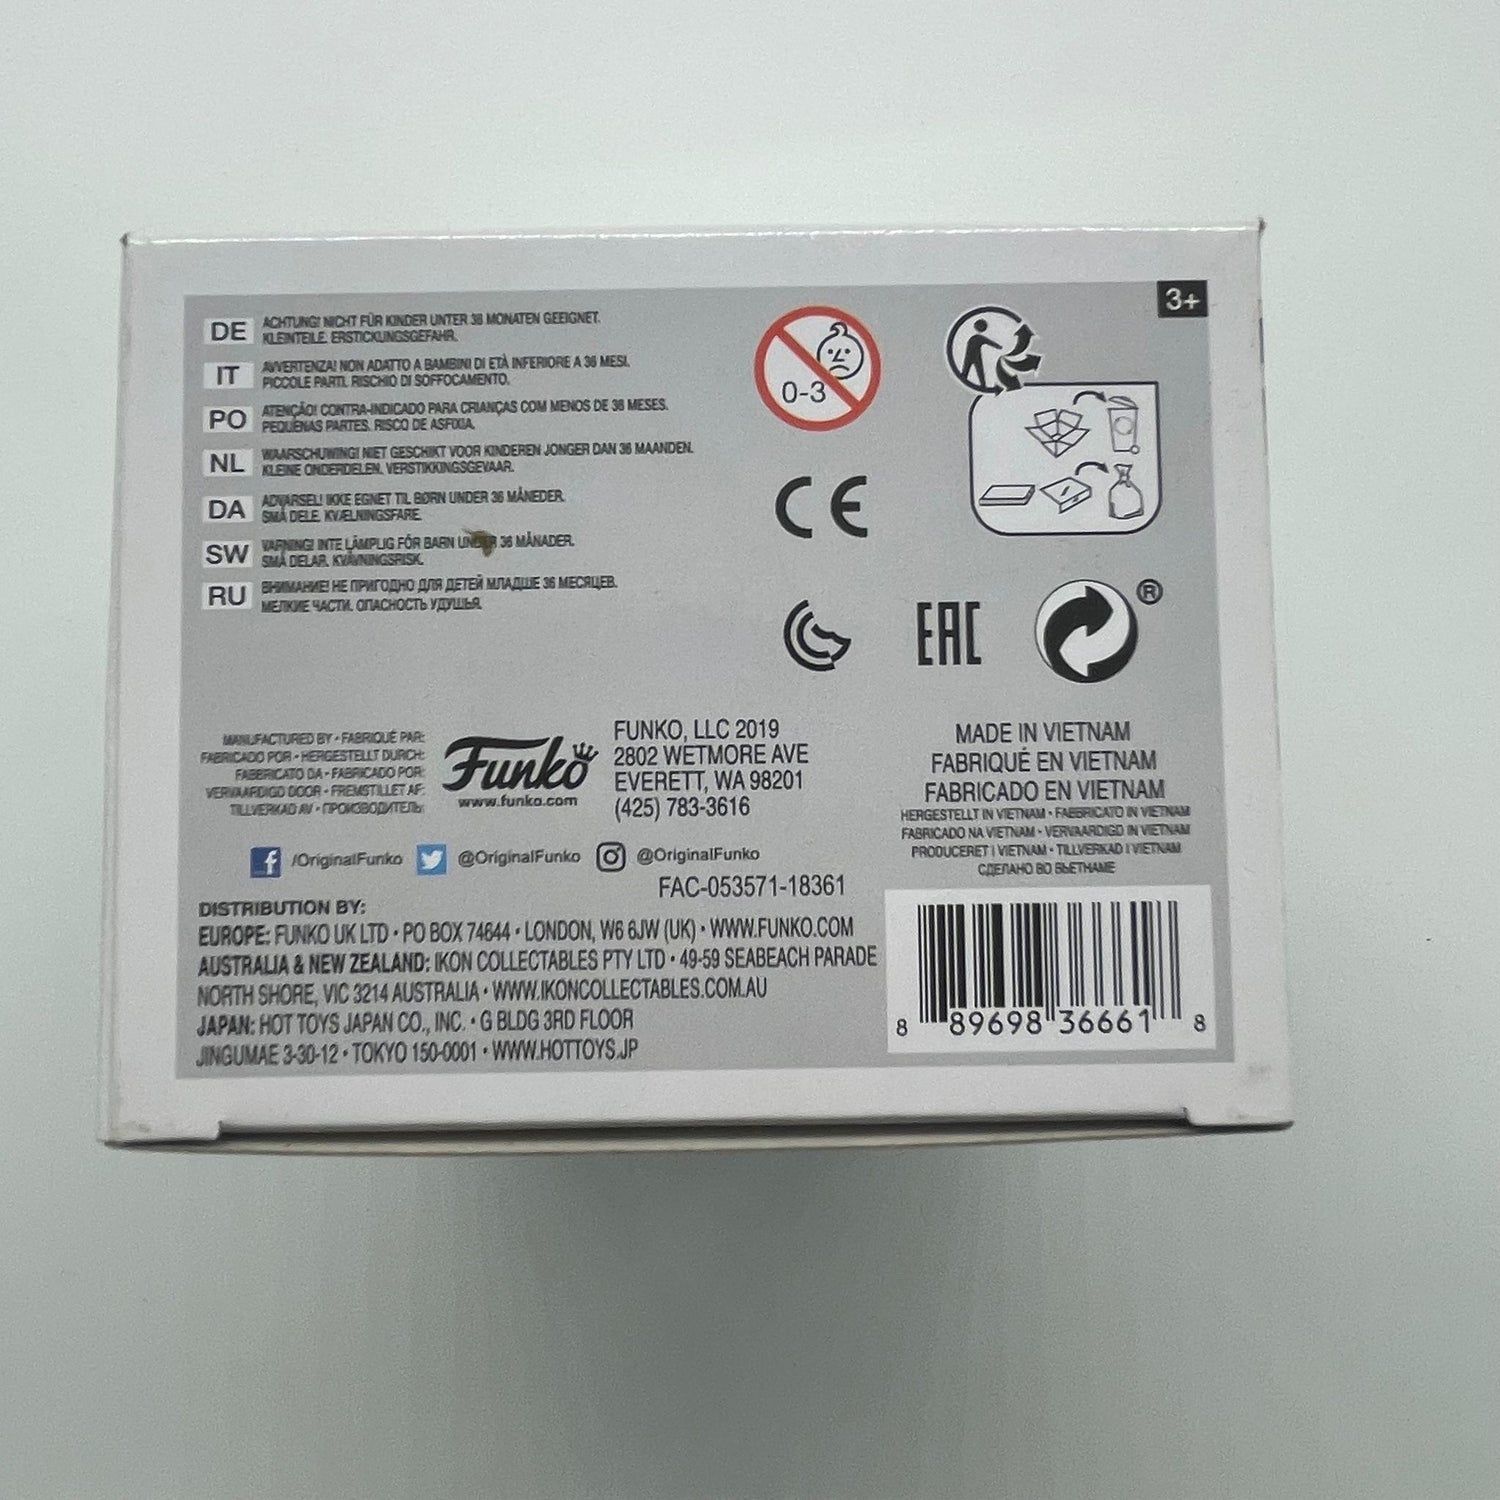 3+
DE ACHTUNG! NICHT FÜR KINDER UNTER 36 MONATEN GEEIGNET.
KLEINTEILE. ERSTICKUNGSGEFAHR.
IT AVVERTENZA! NON ADATTO A BAMBINI DI ETÀ INFERIORE A 36 MESI.
PICCOLE PARTI. RISCHIO DI SOFFOCAMENTO.
PO ATENÇÃO! CONTRA-INDICADO PARA CRIANÇAS COM MENOS DE 36 MESES.
PEQUENAS PARTES. RISCO DE ASFIXIA.
NL WAARSCHUWING! NIET GESCHIKT VOOR KINDEREN JONGER DAN 36 MAANDEN.
KLEINE ONDERDELEN. VERSTIKKINGSGEVAAR.
DA ADVARSEL! IKKE EGNET TIL BØRN UNDER 36 MÅNEDER.
SMÅ DELE. KVÆLNINGSFARE.
SW VARNING! INTE LÄMPLIG FÖR BARN UNDER 36 MÅNADER.
SMÅ DELAR. KVÄVNINGSRISK.
RU ВНИМАНИЕ! НЕ ПРИГОДНО ДЛЯ ДЕТЕЙ МЛАДШЕ 36 МЕСЯЦЕВ.
МЕЛКИЕ ЧАСТИ. ОПАСНОСТЬ УДУШЬЯ.
0-3
CE
EAC
®
MANUFACTURED BY • FABRIQUÉ PAR:
FABRICADO POR • HERGESTELLT DURCH:
FABBRICATO DA • FABRICADO POR:
VERVAARDIGD DOOR • FREMSTILLET AF:
TILLVERKAD AV • ПРОИЗВОДИТЕЛЬ:
Funko
www.funko.com
FUNKO, LLC 2019
2802 WETMORE AVE
EVERETT, WA 98201
(425) 783-3616
MADE IN VIETNAM
FABRIQUÉ EN VIETNAM
FABRICADO EN VIETNAM
HERGESTELLT IN VIETNAM • FABBRICATO IN VIETNAM
FABRICADO NA VIETNAM • VERVAARDIGD IN VIETNAM
PRODUCERET I VIETNAM • TILLVERKAD I VIETNAM
СДЕЛАНО ВО ВЬЕТНАМЕ
f /OriginalFunko @OriginalFunko @OriginalFunko
FAC-053571-18361
DISTRIBUTION BY:
EUROPE: FUNKO UK LTD • PO BOX 74644 • LONDON, W6 6JW (UK) • WWW.FUNKO.COM
AUSTRALIA & NEW ZEALAND: IKON COLLECTABLES PTY LTD • 49-59 SEABEACH PARADE
NORTH SHORE, VIC 3214 AUSTRALIA • WWW.IKONCOLLECTABLES.COM.AU
JAPAN: HOT TOYS JAPAN CO., INC. • G BLDG 3RD FLOOR
JINGUMAE 3-30-12 • TOKYO 150-0001 • WWW.HOTTOYS.JP
8 89698 36661 8